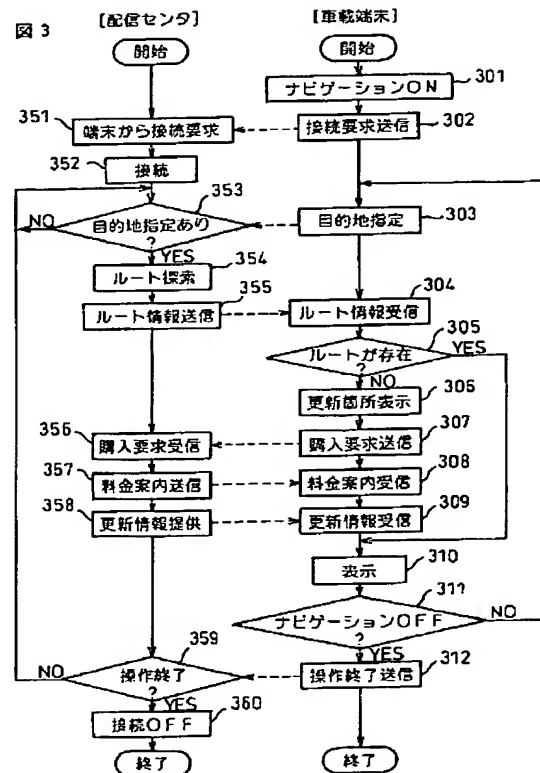 図3
[配信センタ]
[車載端末]
開始
開始
301
ナビゲーションON
351
端末から接続要求
接続要求送信
302
352
接続
353
NO
目的地指定あり
?
YES
目的地指定
303
ルート探索
354
ルート情報送信
355
ルート情報受信
304
305
ルートが存在
?
YES
NO
更新箇所表示
306
356
購入要求受信
購入要求送信
307
357
料金案内送信
料金案内受信
308
358
更新情報提供
更新情報受信
309
表示
310
311
ナビゲーションOFF
?
NO
YES
359
NO
操作終了
?
YES
操作終了送信
312
接続OFF
360
終了
終了